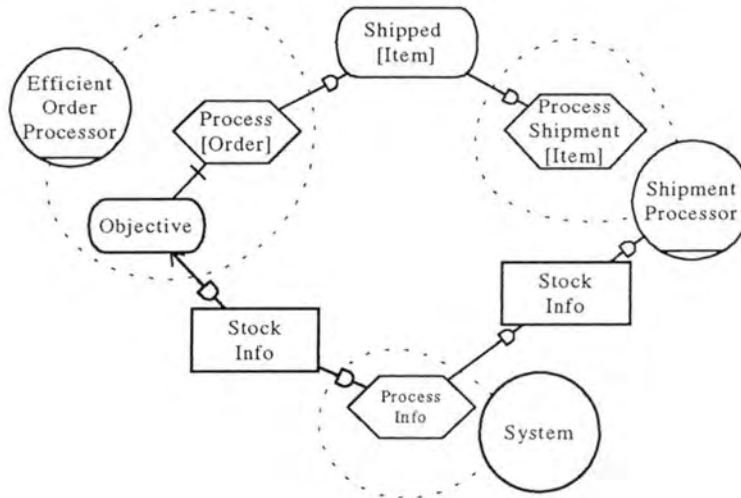 Shipped
[Item]
Efficient
Order
Processor
Process
[Order]
Process
Shipment
[Item]
Shipment
Processor
Objective
Stock
Info
Stock
Info
Process
Info
System